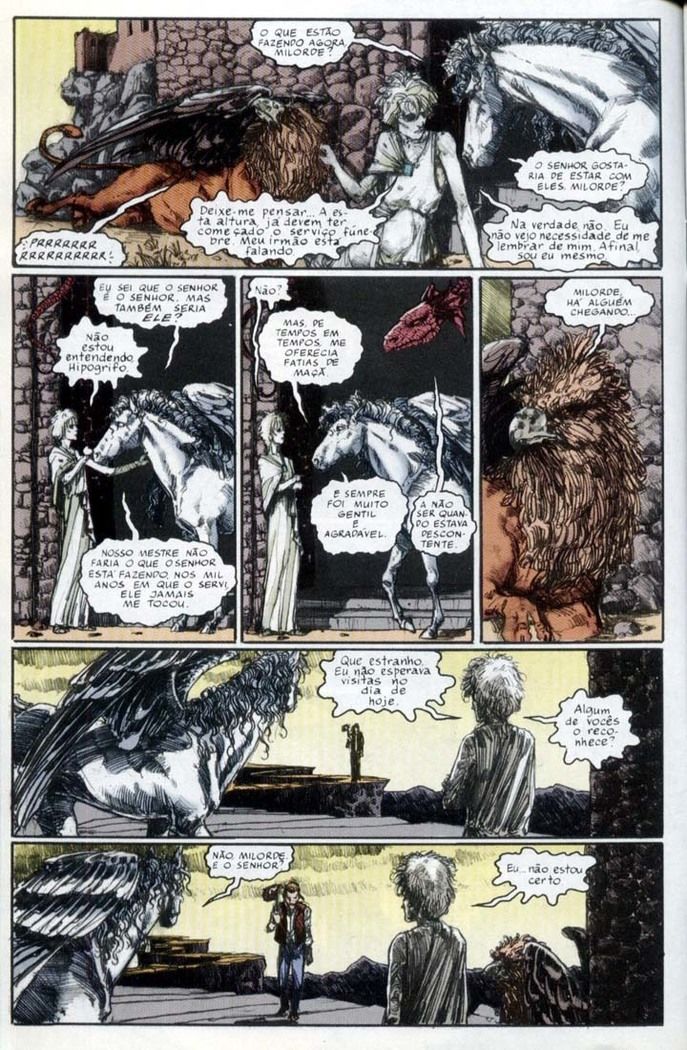 O QUE ESTÃO
FAZENDO AGORA,
MILORDE?
:PRRRRRRR
RRRRRRRRRR!
Deixe-me pensar... A es-
ta altura, já devem ter
começado o serviço fúne-
bre. Meu irmão está
falando.
O SENHOR GOSTA-
RIA DE ESTAR COM
ELES, MILORDE?
Na verdade, não. Eu
não vejo necessidade de me
lembrar de mim. Afinal,
sou eu mesmo.
EU SEI QUE O SENHOR
É O SENHOR, MAS
TAMBÉM SERIA
ELE?
Não
estou
entendendo,
Hipogrifo.
NOSSO MESTRE NÃO
FARIA O QUE O SENHOR
ESTÁ FAZENDO, NOS MIL
ANOS EM QUE O SERVI,
ELE JAMAIS
ME TOCOU.
Não?
MAS, DE
TEMPOS EM
TEMPOS, ME
OFERECIA
FATIAS DE
MAÇÃ.
E SEMPRE
FOI MUITO
GENTIL
E
AGRADÁVEL.
A NÃO
SER QUAN-
DO ESTAVA
DESCON-
TENTE.
MILORDE,
HÁ ALGUÉM
CHEGANDO...
Que estranho.
Eu não esperava
visitas no
dia de
hoje.
Algum
de vocês
o reco-
nhece?
NÃO, MILORDE.
E O SENHOR?
Eu... não estou
certo